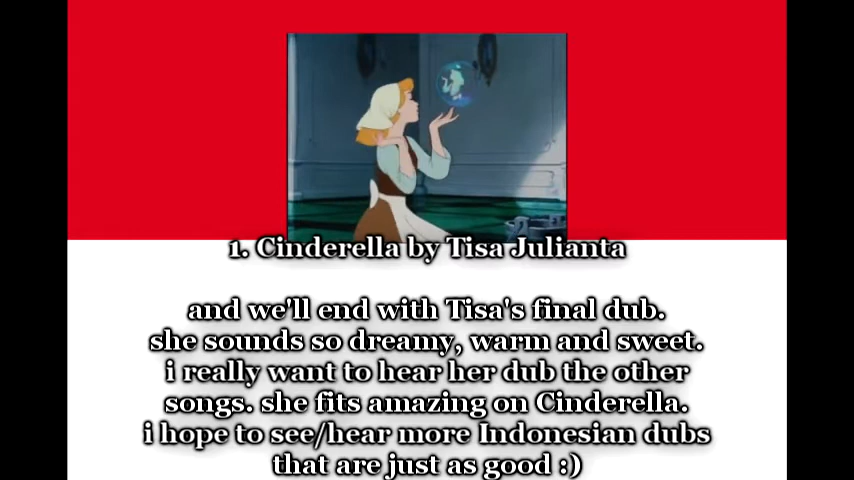 1. Cinderella by Tisa Julianta
and we'll end with Tisa's final dub.
she sounds so dreamy, warm and sweet.
i really want to hear her dub the other
songs. she fits amazing on Cinderella.
i hope to see/hear more Indonesian dubs
that are just as good :)